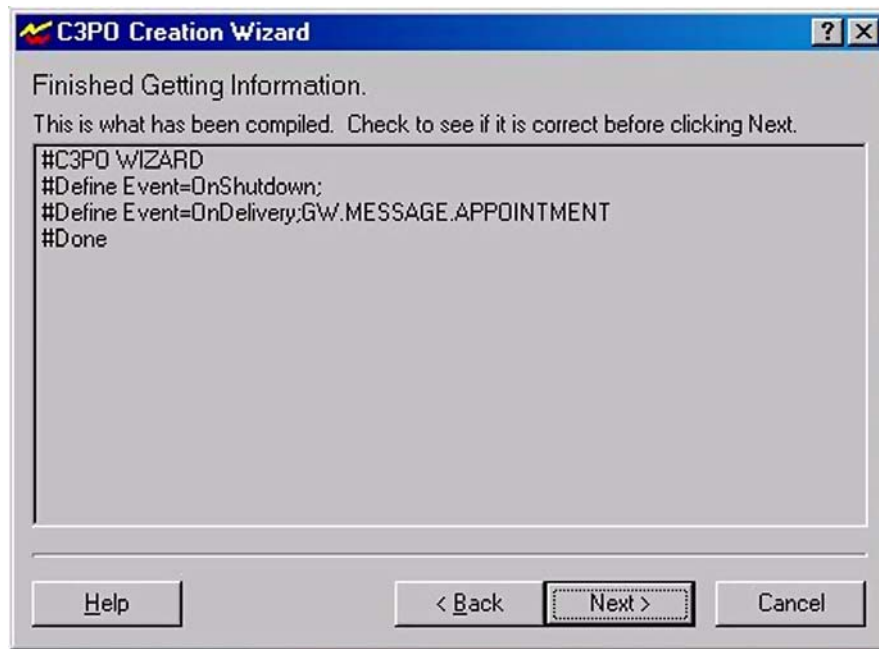 C3PO Creation Wizard
? X
Finished Getting Information.
This is what has been compiled. Check to see if it is correct before clicking Next.
#C3PO WIZARD
#Define Event=OnShutdown;
#Define Event=OnDelivery;GW.MESSAGE.APPOINTMENT
#Done
Help
< Back
Next >
Cancel